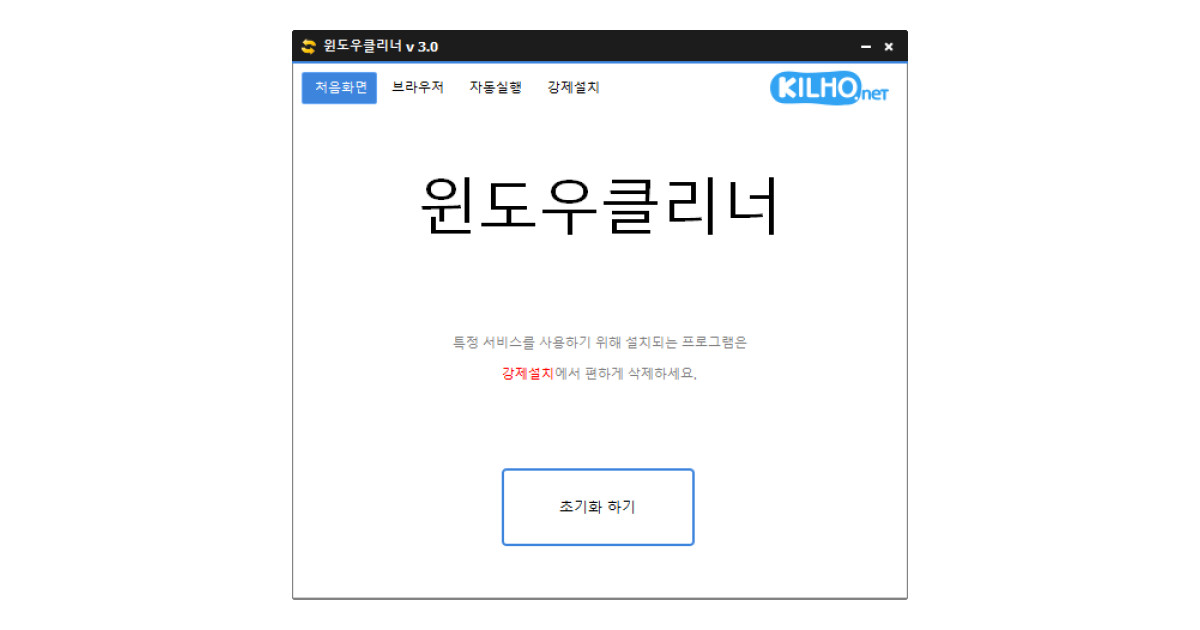 윈도우클리너 v 3.0
처음화면 브라우저 자동실행 강제설치 KILHO.NET
윈도우클리너
특정 서비스를 사용하기 위해 설치되는 프로그램은
강제설치에서 편하게 삭제하세요.
초기화 하기